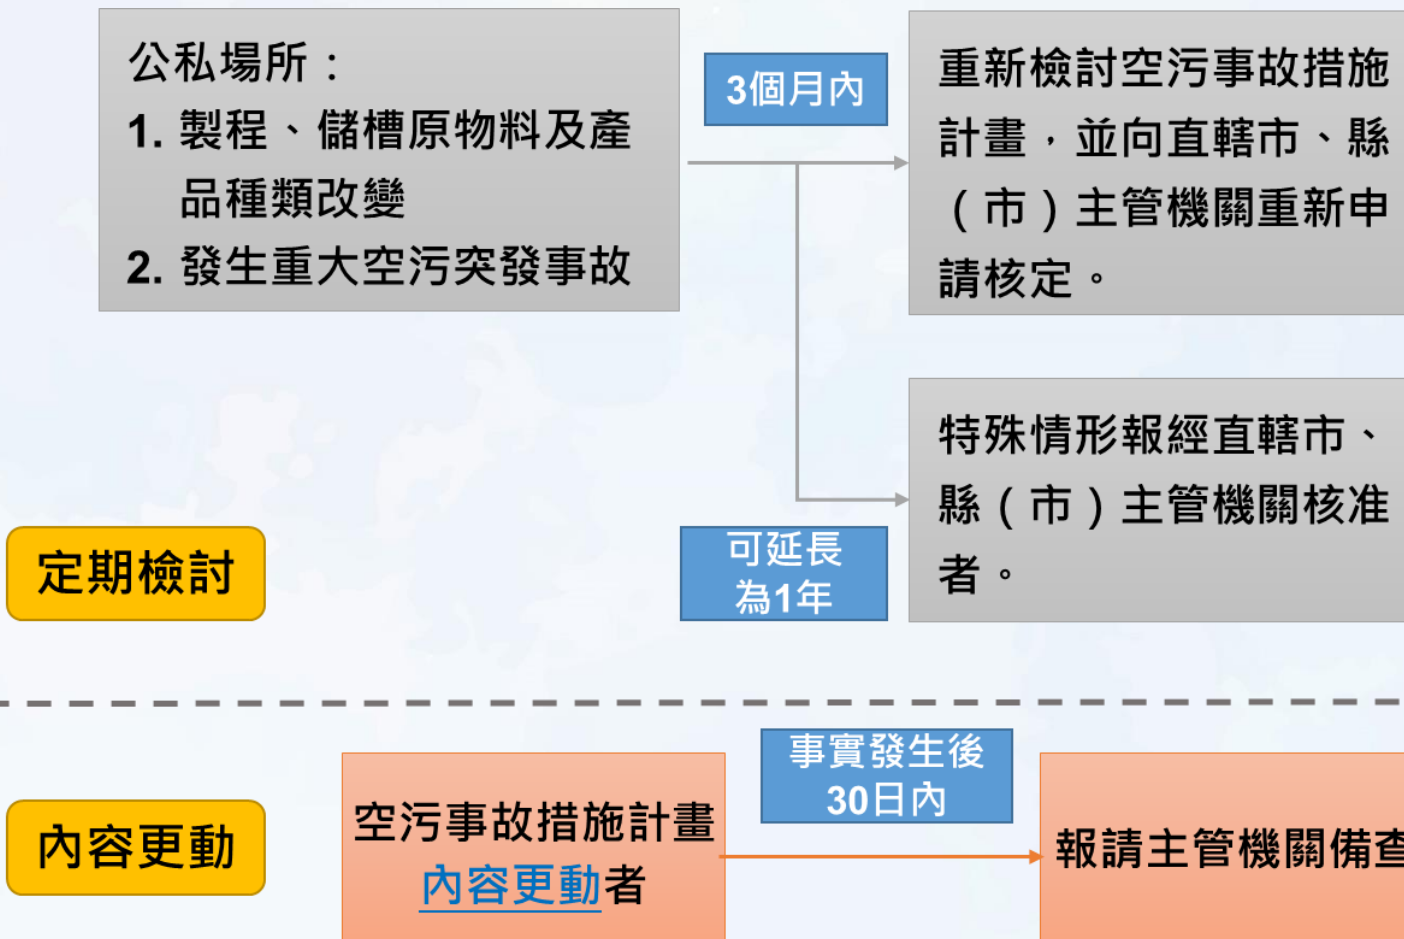 公私場所：
1. 製程、儲槽原物料及產
品種類改變
2. 發生重大空污突發事故
3個月內
重新檢討空污事故措施
計畫，並向直轄市、縣
（市）主管機關重新申
請核定。
特殊情形報經直轄市、
縣（市）主管機關核准
者。
可延長
為1年
定期檢討
事實發生後
30日內
內容更動
空污事故措施計畫
內容更動者
報請主管機關備查